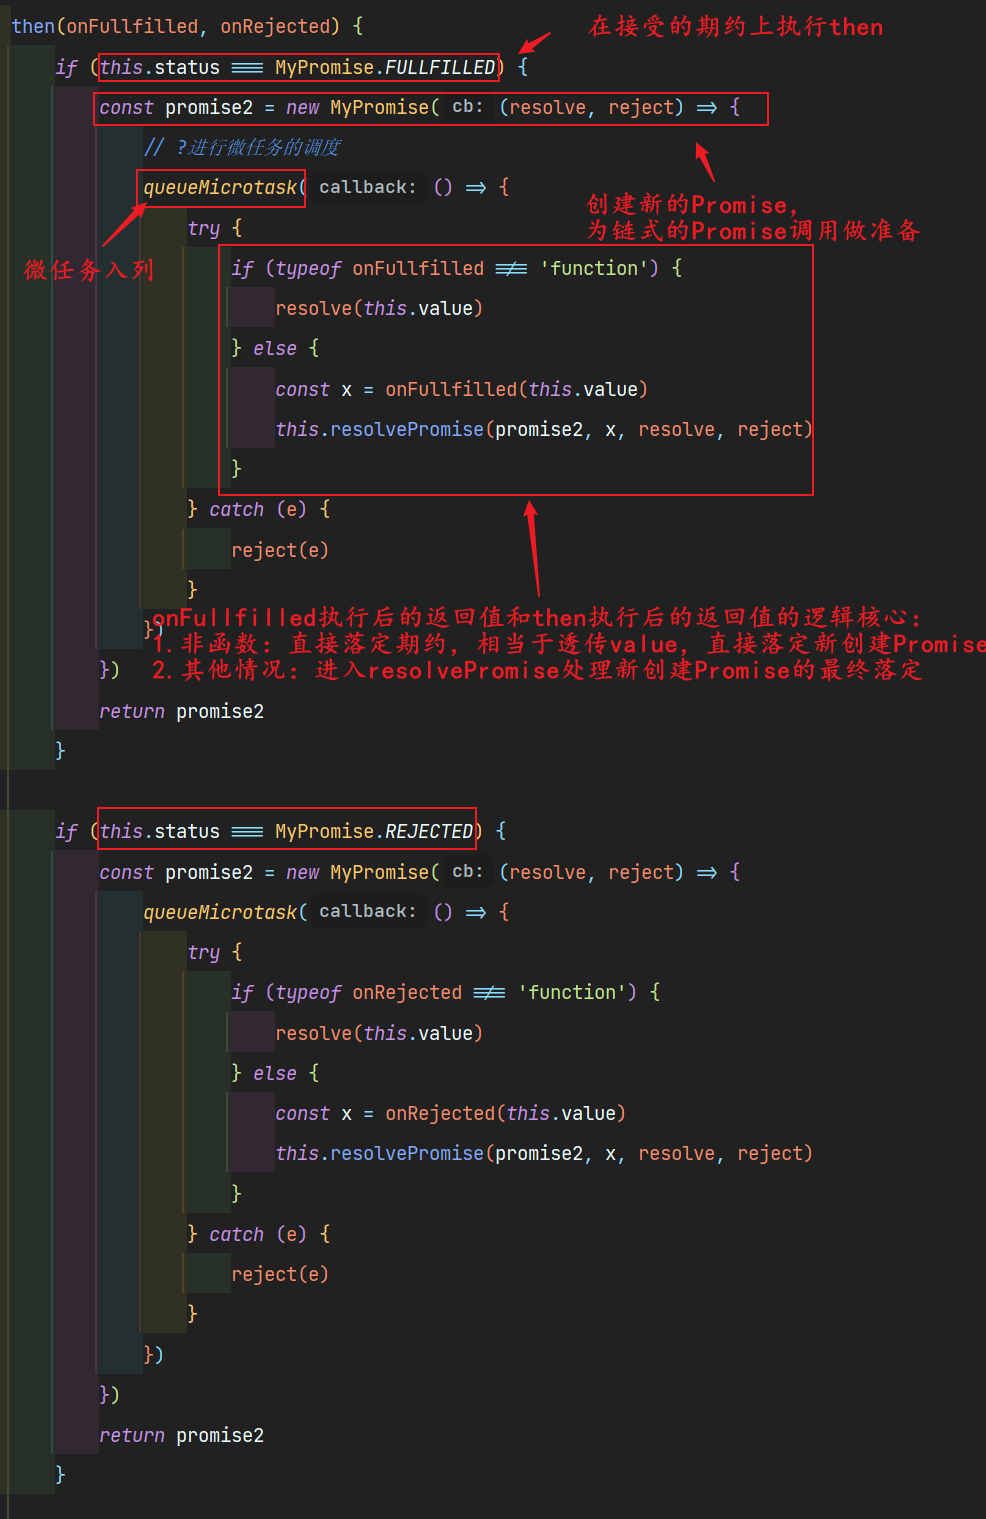 then(onFullfilled, onRejected) {
在接受的期约上执行then
if (this.status === MyPromise.FULLFILLED) {
const promise2 = new MyPromise( cb: (resolve, reject) => {
// ?进行微任务的调度
queueMicrotask( callback: () => {
创建新的Promise,
try {
为链式的Promise调用做准备
微任务入列
if (typeof onFullfilled !== 'function') {
resolve(this.value)
} else {
const x = onFullfilled(this.value)
this.resolvePromise(promise2, x, resolve, reject)
}
} catch (e) {
reject(e)
}
onFullfilled执行后的返回值和then执行后的返回值的逻辑核心:
})
1.非函数: 直接落定期约, 相当于透传value, 直接落定新创建Promise
})
2.其他情况: 进入resolvePromise处理新创建Promise的最终落定
return promise2
}
if (this.status === MyPromise.REJECTED) {
const promise2 = new MyPromise( cb: (resolve, reject) => {
queueMicrotask( callback: () => {
try {
if (typeof onRejected !== 'function') {
resolve(this.value)
} else {
const x = onRejected(this.value)
this.resolvePromise(promise2, x, resolve, reject)
}
} catch (e) {
reject(e)
}
})
})
return promise2
}